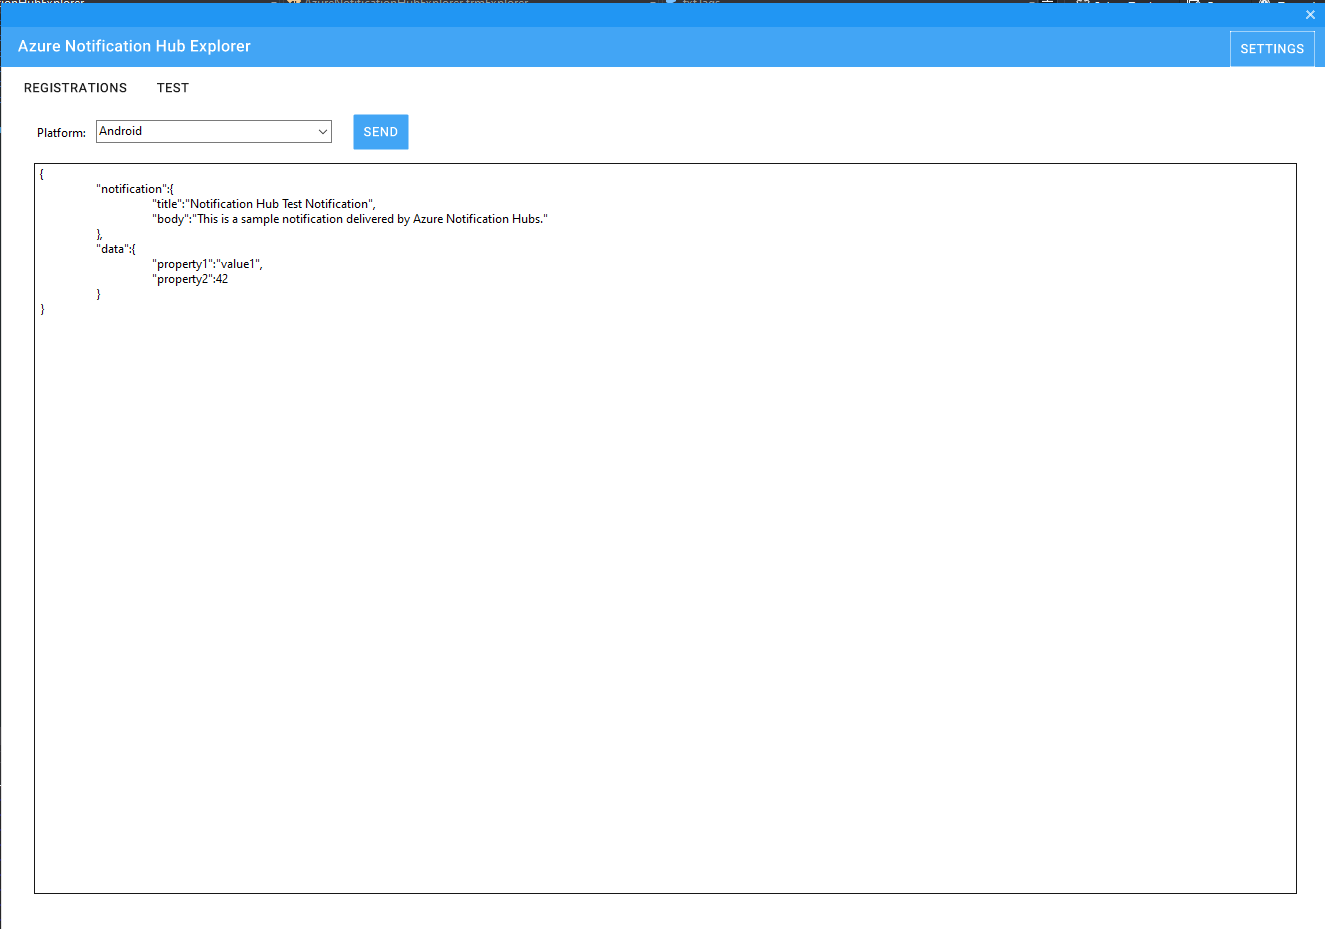 Azure Notification Hub Explorer
SETTINGS
REGISTRATIONS TEST
Platform: Android SEND
{
"notification":{
"title":"Notification Hub Test Notification",
"body":"This is a sample notification delivered by Azure Notification Hubs."
},
"data":{
"property1":"value1",
"property2":42
}
}